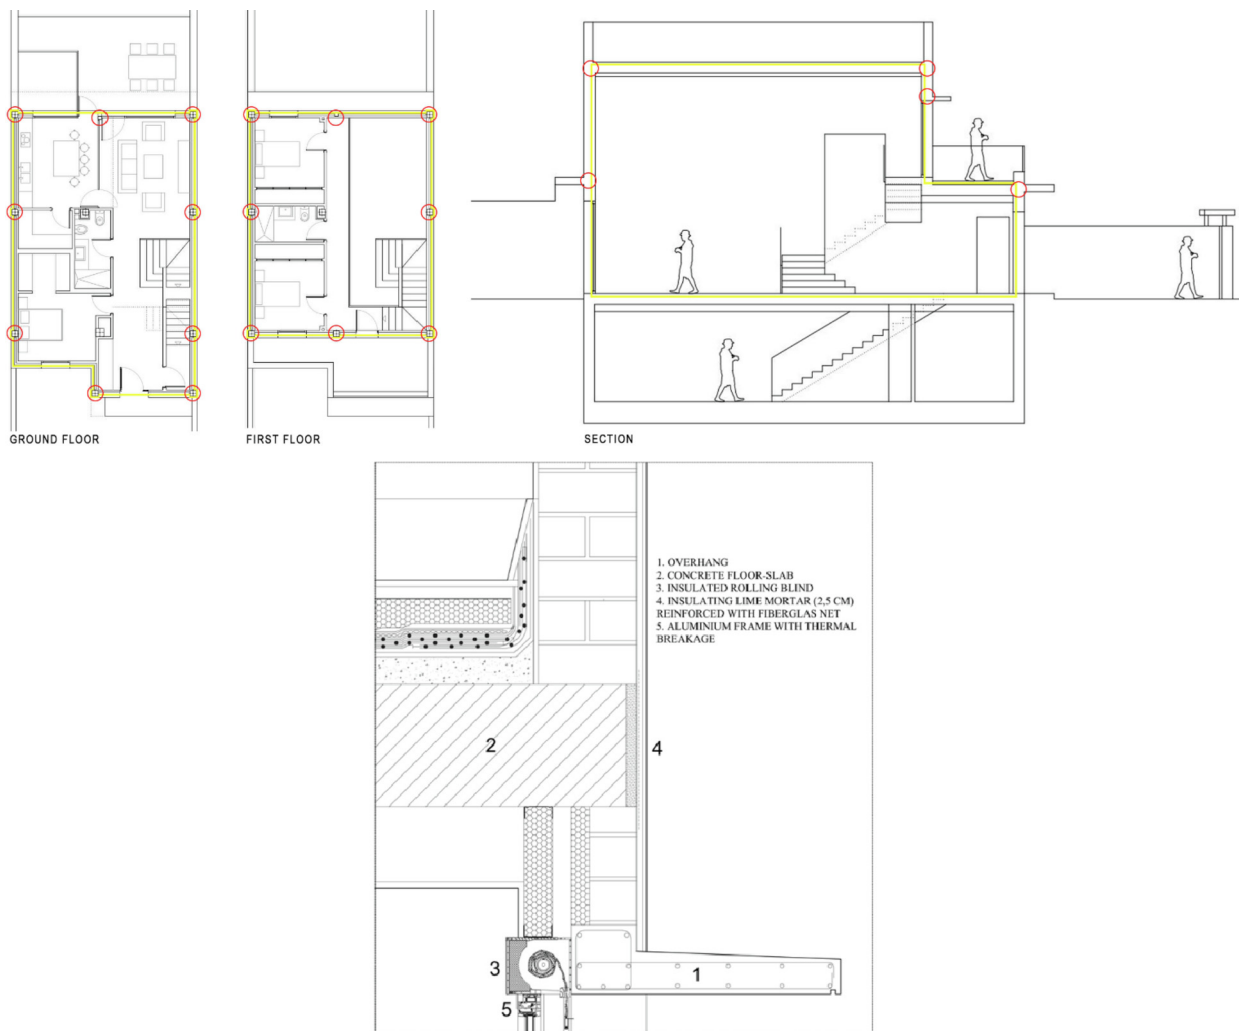 GROUND FLOOR
FIRST FLOOR
SECTION
1. OVERHANG
2. CONCRETE FLOOR-SLAB
3. INSULATED ROLLING BLIND
4. INSULATING LIME MORTAR (2,5 CM)
REINFORCED WITH FIBERGLAS NET
5. ALUMINIUM FRAME WITH THERMAL
BREAKAGE
2
4
3
1
5